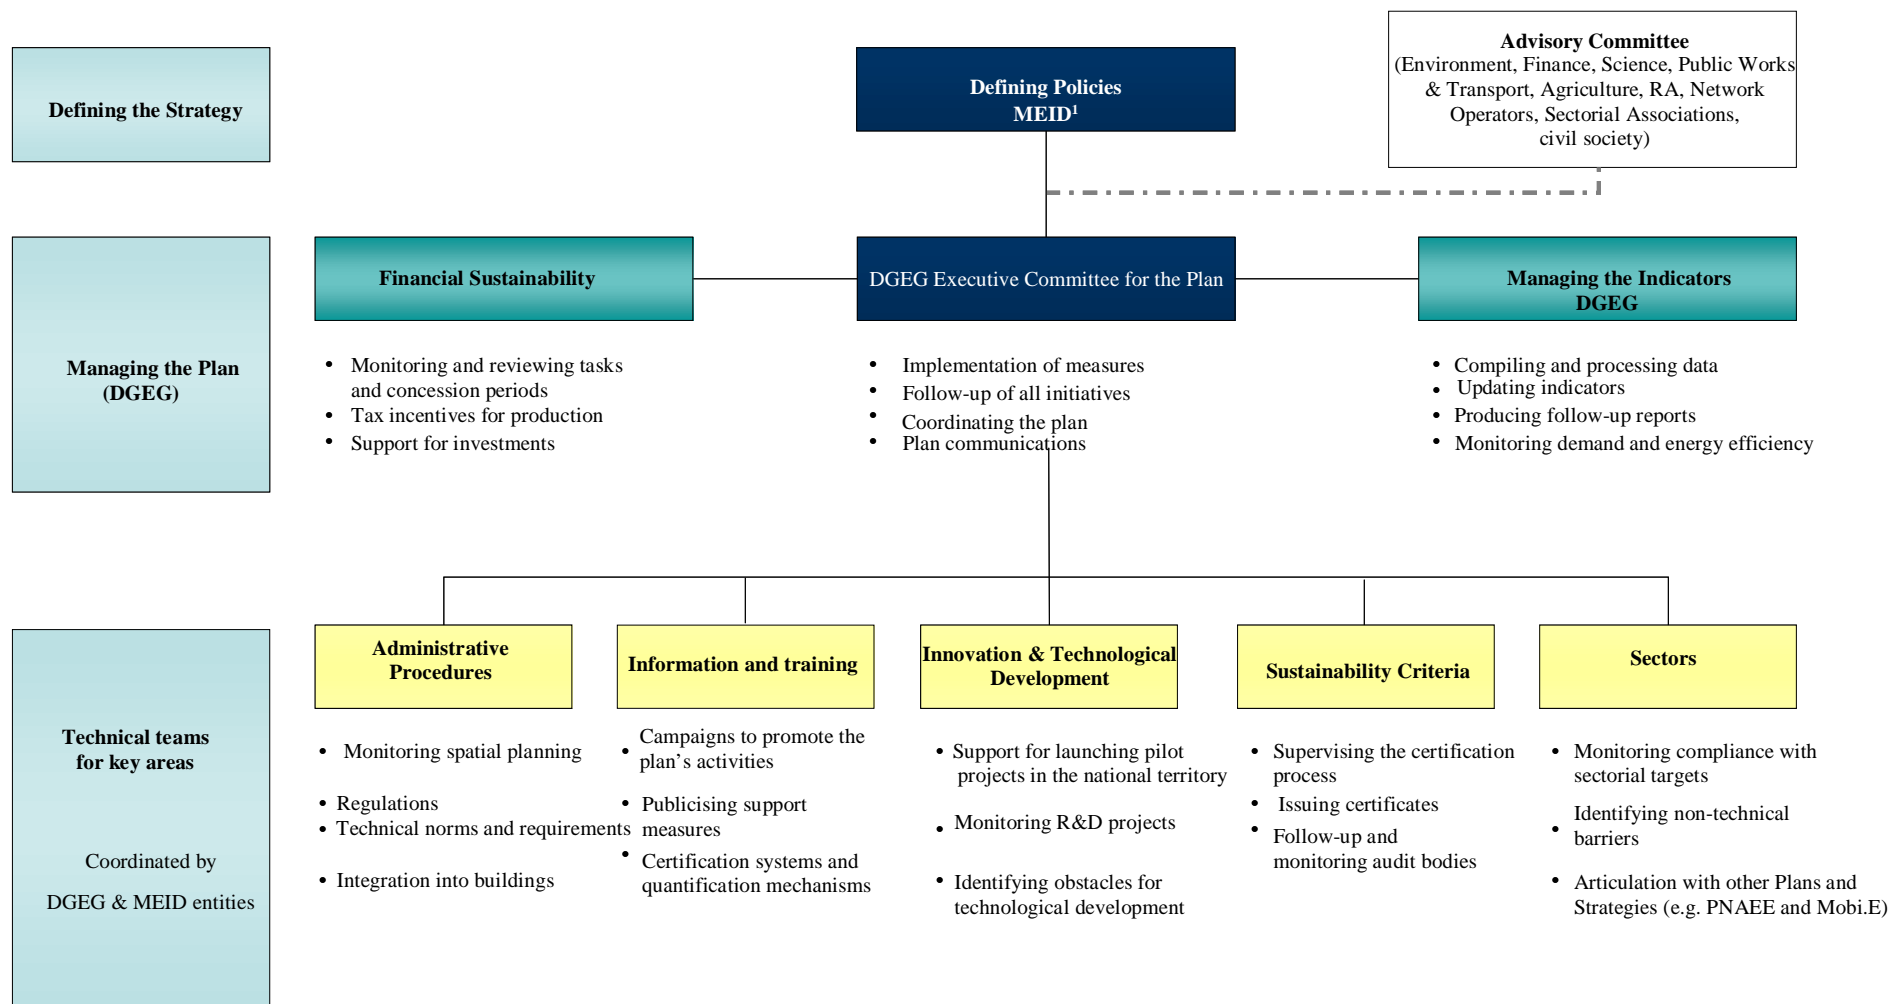 Defining the Strategy
Defining Policies
MEID¹
Advisory Committee
(Environment, Finance, Science, Public Works
& Transport, Agriculture, RA, Network
Operators, Sectorial Associations,
civil society)
Managing the Plan
(DGEG)
Financial Sustainability
• Monitoring and reviewing tasks
and concession periods
• Tax incentives for production
• Support for investments
DGEG Executive Committee for the Plan
• Implementation of measures
• Follow-up of all initiatives
• Coordinating the plan
• Plan communications
Managing the Indicators
DGEG
• Compiling and processing data
• Updating indicators
• Producing follow-up reports
• Monitoring demand and energy efficiency
Technical teams
for key areas
Coordinated by
DGEG & MEID entities
Administrative
Procedures
• Monitoring spatial planning
• Regulations
• Technical norms and requirements
• Integration into buildings
Information and training
• Campaigns to promote the
plan's activities
• Publicising support
measures
• Certification systems and
quantification mechanisms
Innovation & Technological
Development
• Support for launching pilot
projects in the national territory
• Monitoring R&D projects
• Identifying obstacles for
technological development
Sustainability Criteria
• Supervising the certification
process
• Issuing certificates
• Follow-up and
monitoring audit bodies
Sectors
• Monitoring compliance with
sectorial targets
• Identifying non-technical
barriers
• Articulation with other Plans and
Strategies (e.g. PNAEE and Mobi.E)